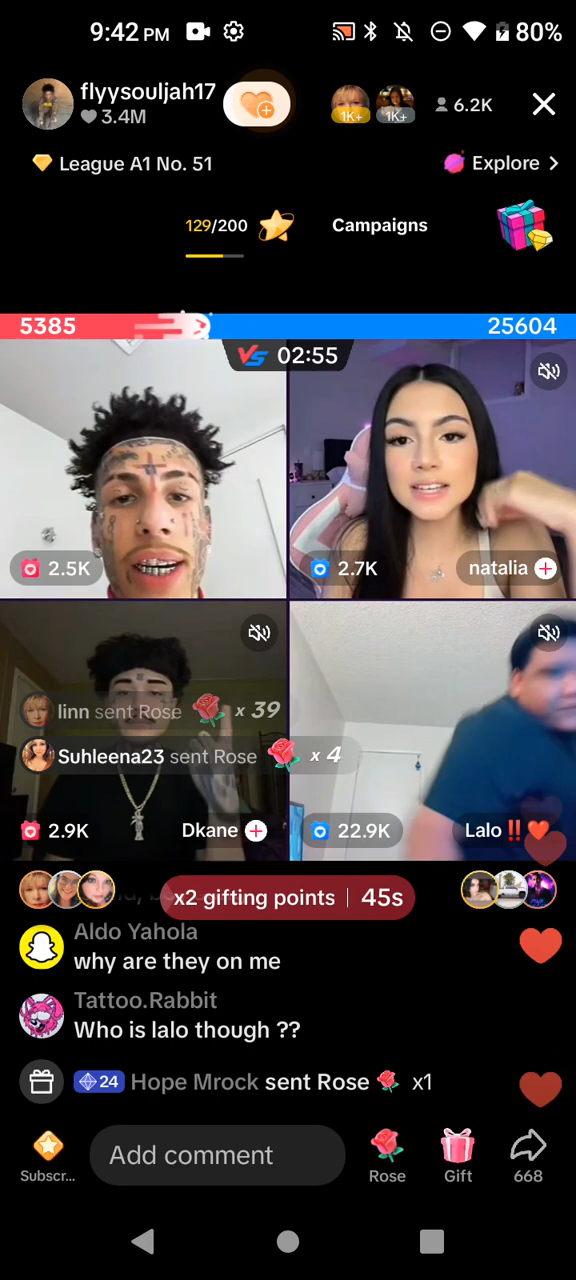 9:42 PM
80%
flyysouljah17
3.4M
1K+
1K+
6.2K
League A1 No. 51
Explore >
129/200
Campaigns
5385
25604
VS 02:55
2.5K
2.7K
natalia
linn sent Rose x 39
Suhleena23 sent Rose x 4
2.9K
Dkane
22.9K
Lalo ‼️❤️
x2 gifting points | 45s
Aldo Yahola
why are they on me
Tattoo.Rabbit
Who is lalo though ??
24 Hope Mrock sent Rose 🌹 x1
Add comment
Subscr...
Rose
Gift
668